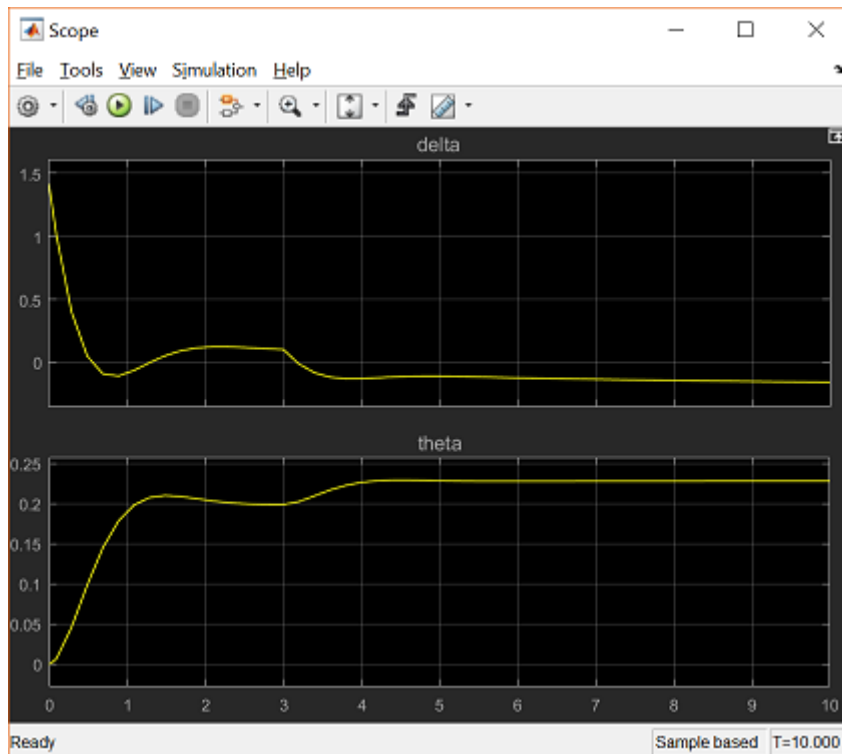 Scope
File Tools View Simulation Help
delta
1.5
1
0.5
0
theta
0.25
0.2
0.15
0.1
0.05
0
0 1 2 3 4 5 6 7 8 9 10
Ready Sample based T=10.000